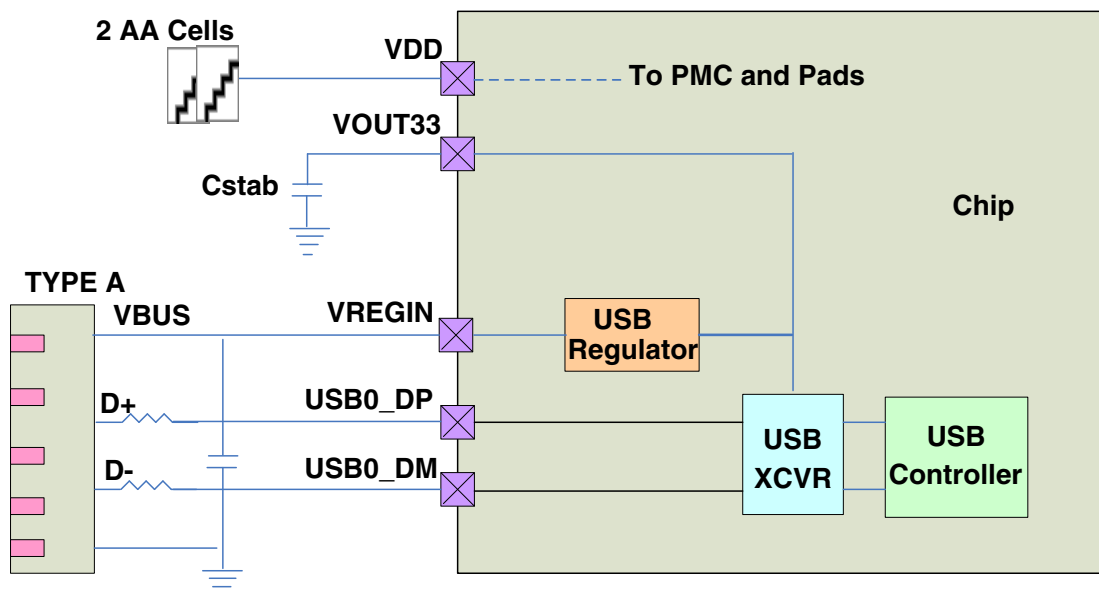 2 AA Cells
VDD
To PMC and Pads
VOUT33
Cstab
Chip
TYPE A
VBUS
VREGIN
USB
Regulator
D+
USB0_DP
D-
USB0_DM
USB
XCVR
USB
Controller